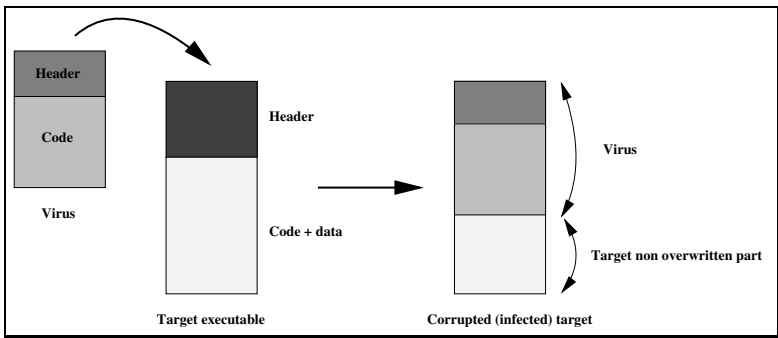 Header
Code
Virus
Header
Code + data
Target executable
Virus
Target non overwritten part
Corrupted (infected) target